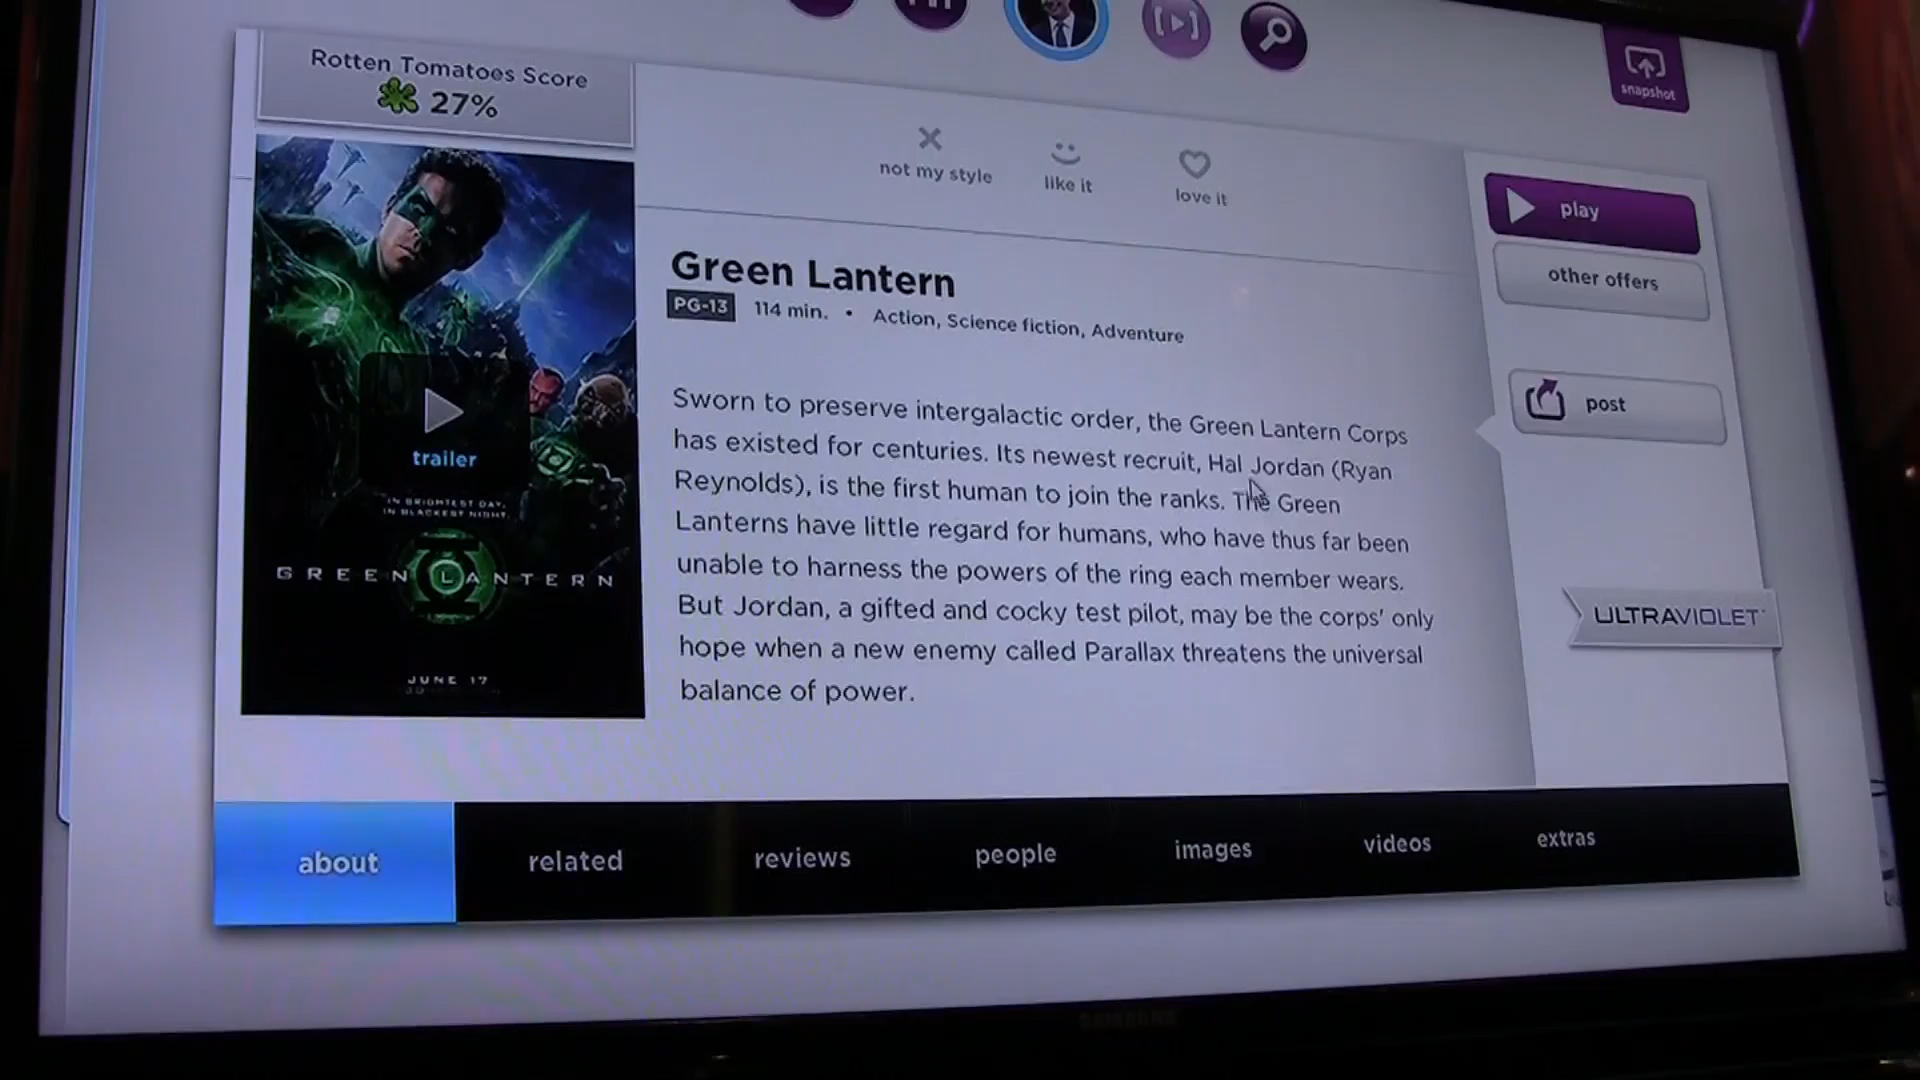 Rotten Tomatoes Score
27%
snapshot
not my style
like it
love it
play
other offers
post
Green Lantern
PG-13 114 min. • Action, Science fiction, Adventure
Sworn to preserve intergalactic order, the Green Lantern Corps
has existed for centuries. Its newest recruit, Hal Jordan (Ryan
Reynolds), is the first human to join the ranks. The Green
Lanterns have little regard for humans, who have thus far been
unable to harness the powers of the ring each member wears.
But Jordan, a gifted and cocky test pilot, may be the corps' only
hope when a new enemy called Parallax threatens the universal
balance of power.
trailer
IN BRIGHTEST DAY,
IN BLACKEST NIGHT.
GREEN LANTERN
JUNE 17
ULTRAVIOLET
about
related
reviews
people
images
videos
extras
SAMSUNG